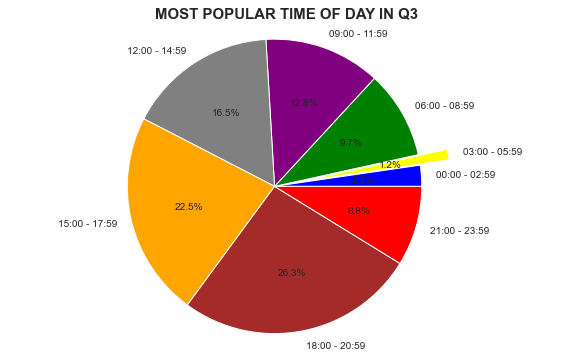 MOST POPULAR TIME OF DAY IN Q3
09:00 - 11:59
12:00 - 14:59
12.8%
06:00 - 08:59
16.5%
9.7%
03:00 - 05:59
1.2%
00:00 - 02:59
22.5%
8.8%
15:00 - 17:59
21:00 - 23:59
26.3%
18:00 - 20:59